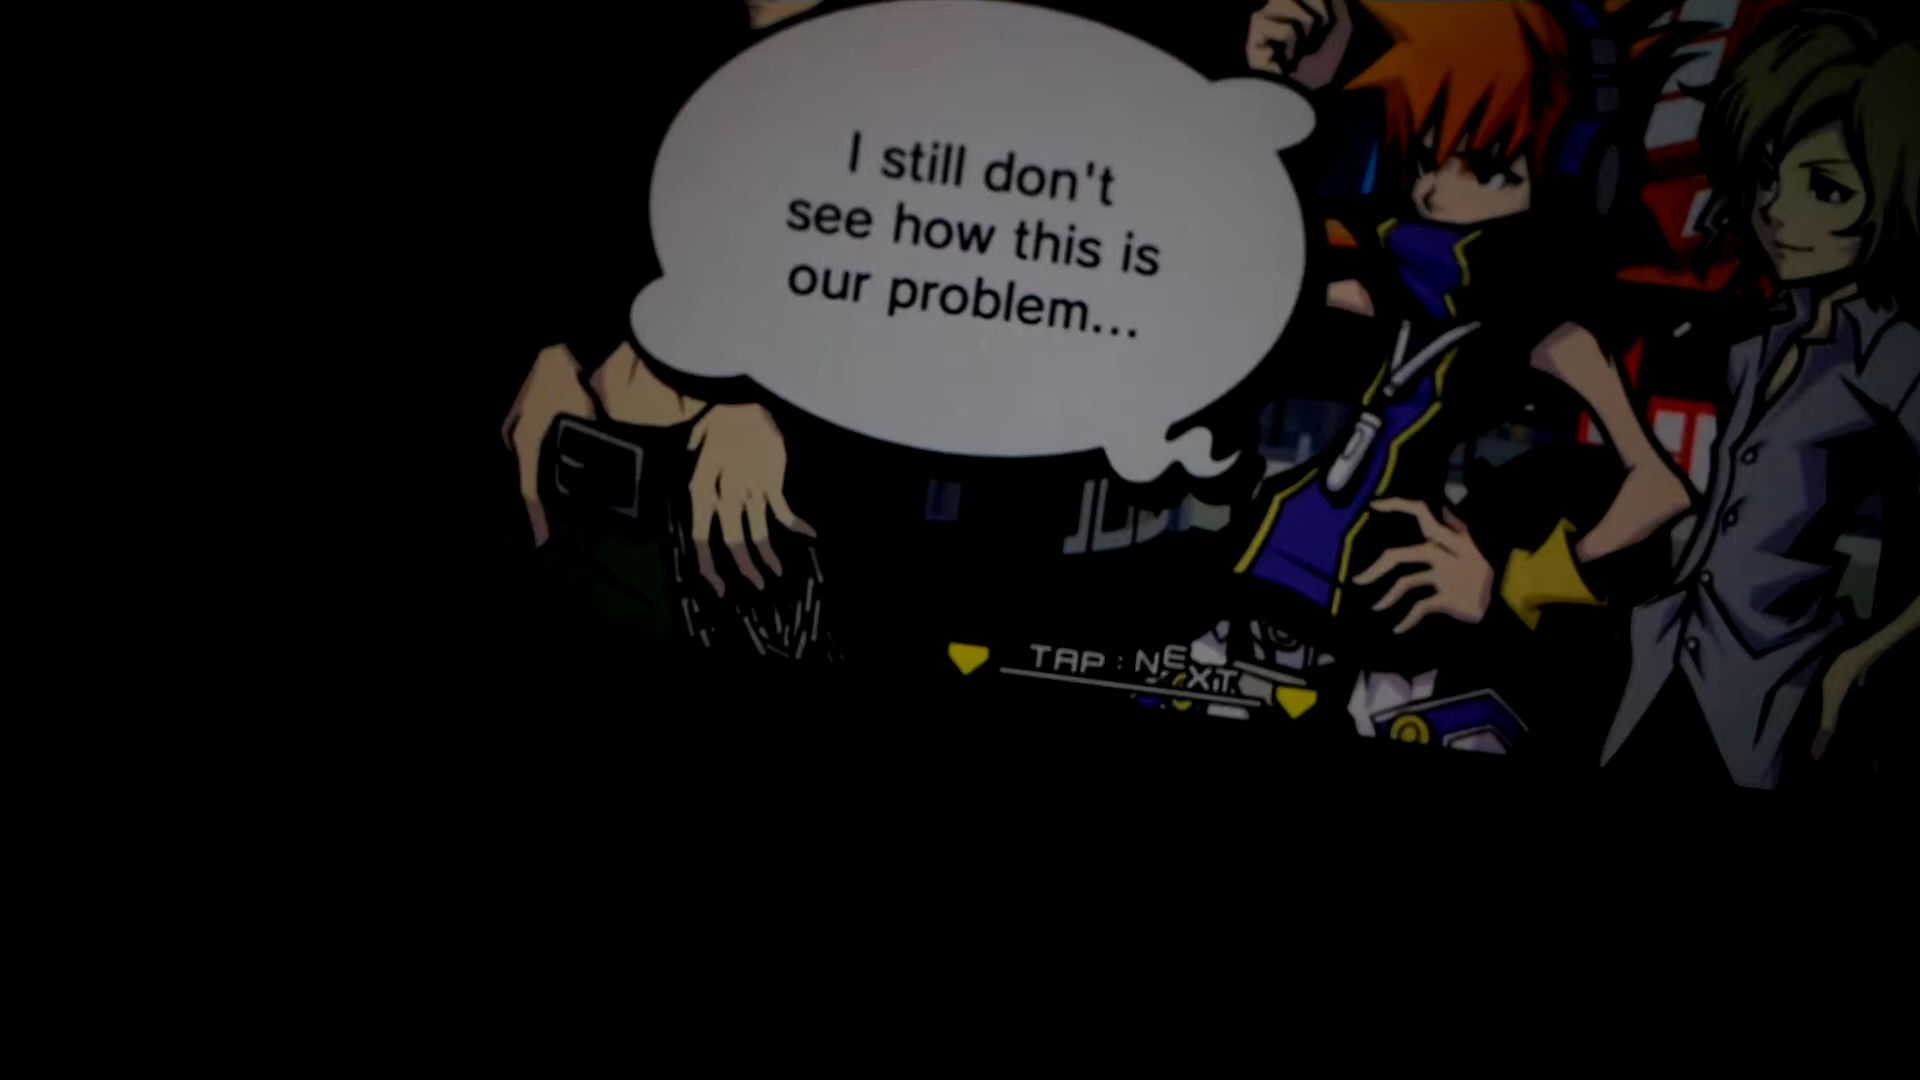 I still don't
see how this is
our problem...
TAP : NEXT